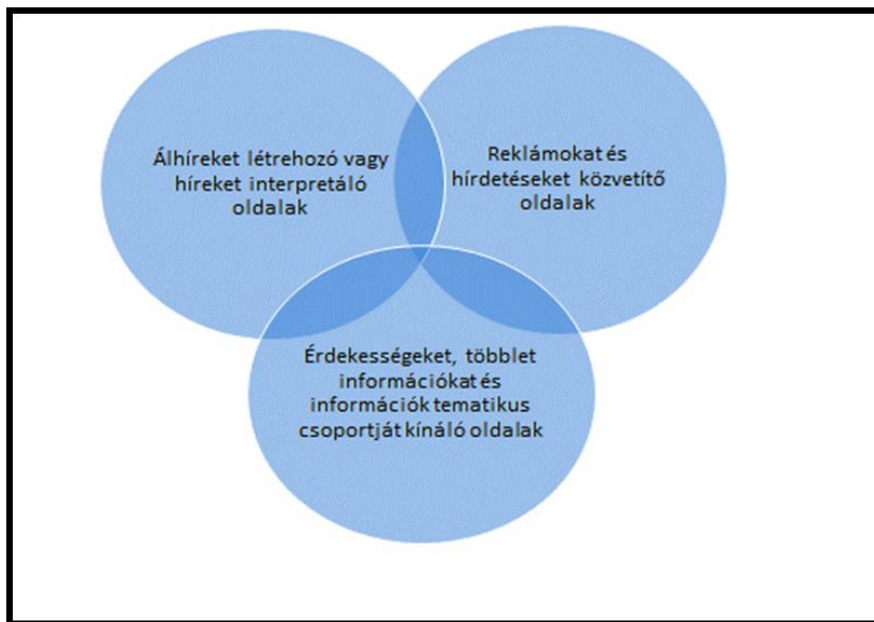 Álhíreket létrehozó vagy
híreket interpretáló
oldalak
Reklámokat és
hírdetéseket közvetítő
oldalak
Érdekességeket, többlet
információkat és
információk tematikus
csoportját kínáló oldalak